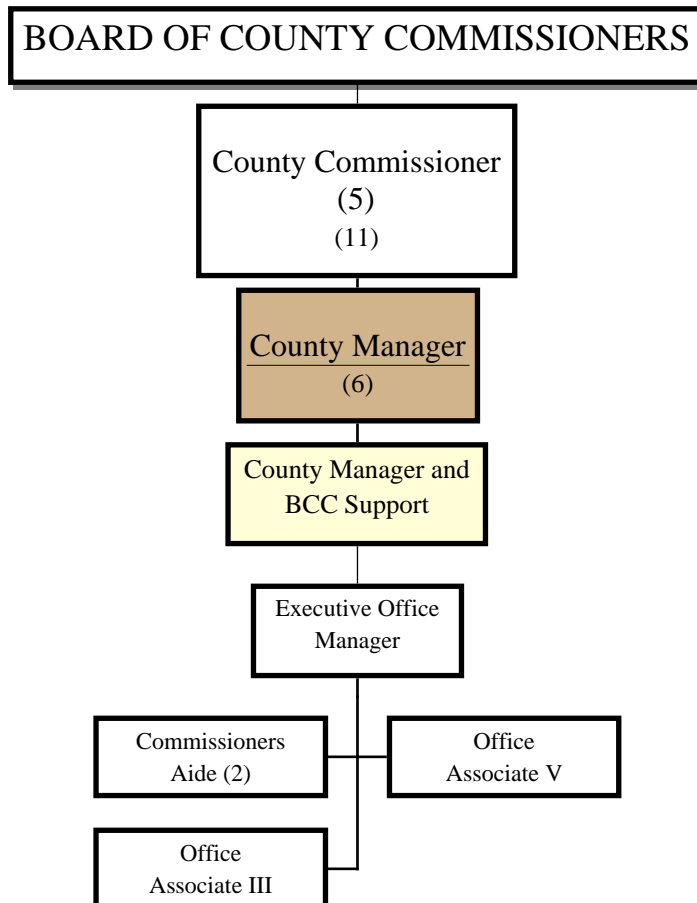 BOARD OF COUNTY COMMISSIONERS
County Commissioner
(5)
(11)
County Manager
(6)
County Manager and
BCC Support
Executive Office
Manager
Commissioners
Aide (2)
Office
Associate V
Office
Associate III